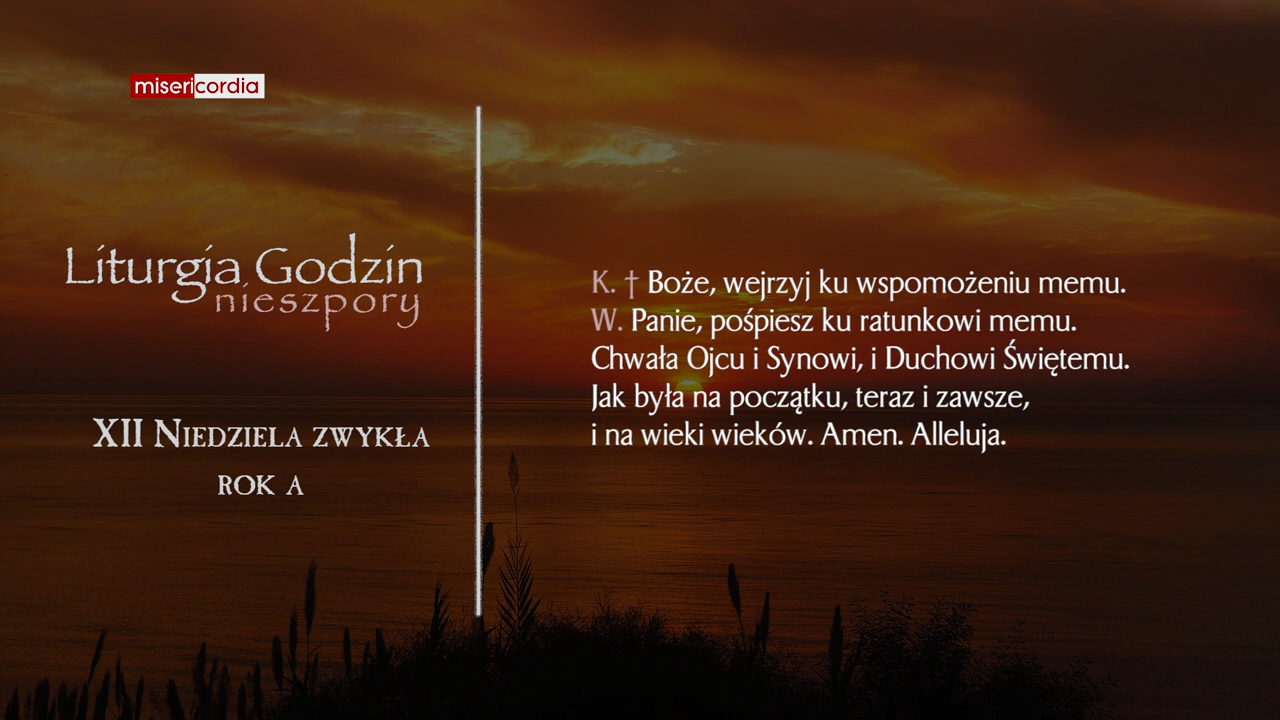 misericordia
Liturgia Godzin
nieszpory
XII Niedziela zwykła
rok A
K. † Boże, wejrzyj ku wspomożeniu memu.
W. Panie, pośpiesz ku ratunkowi memu.
Chwała Ojcu i Synowi, i Duchowi Świętemu.
Jak była na początku, teraz i zawsze,
i na wieki wieków. Amen. Alleluja.